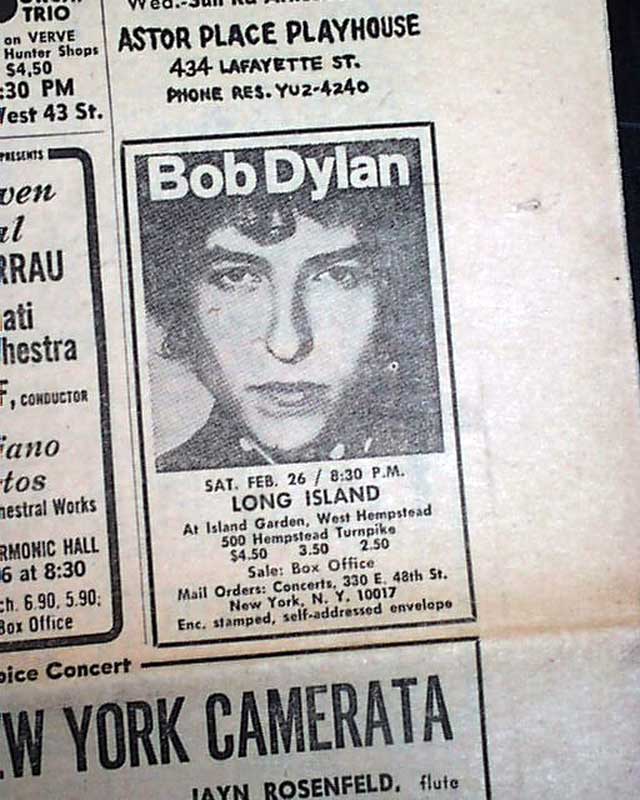 TRIO
on VERVE
Hunter Shops
$4,50
:30 PM
West 43 St.
ASTOR PLACE PLAYHOUSE
434 LAFAYETTE ST.
PHONE RES. YU2-4240
PRESENTS
ven
al
RRAU
ati
hestra
F, CONDUCTOR
iano
tos
hestral Works
RMONIC HALL
6 at 8:30
ch. 6.90, 5.90;
Box Office
Bob Dylan
SAT. FEB. 26 / 8:30 P.M.
LONG ISLAND
At Island Garden, West Hempstead
500 Hempstead Turnpike
$4.50 3.50 2.50
Sale: Box Office
Mail Orders: Concerts, 330 E. 48th St.
New York, N. Y. 10017
Enc. stamped, self-addressed envelope
oice Concert
EW YORK CAMERATA
JAYN ROSENFELD, flute